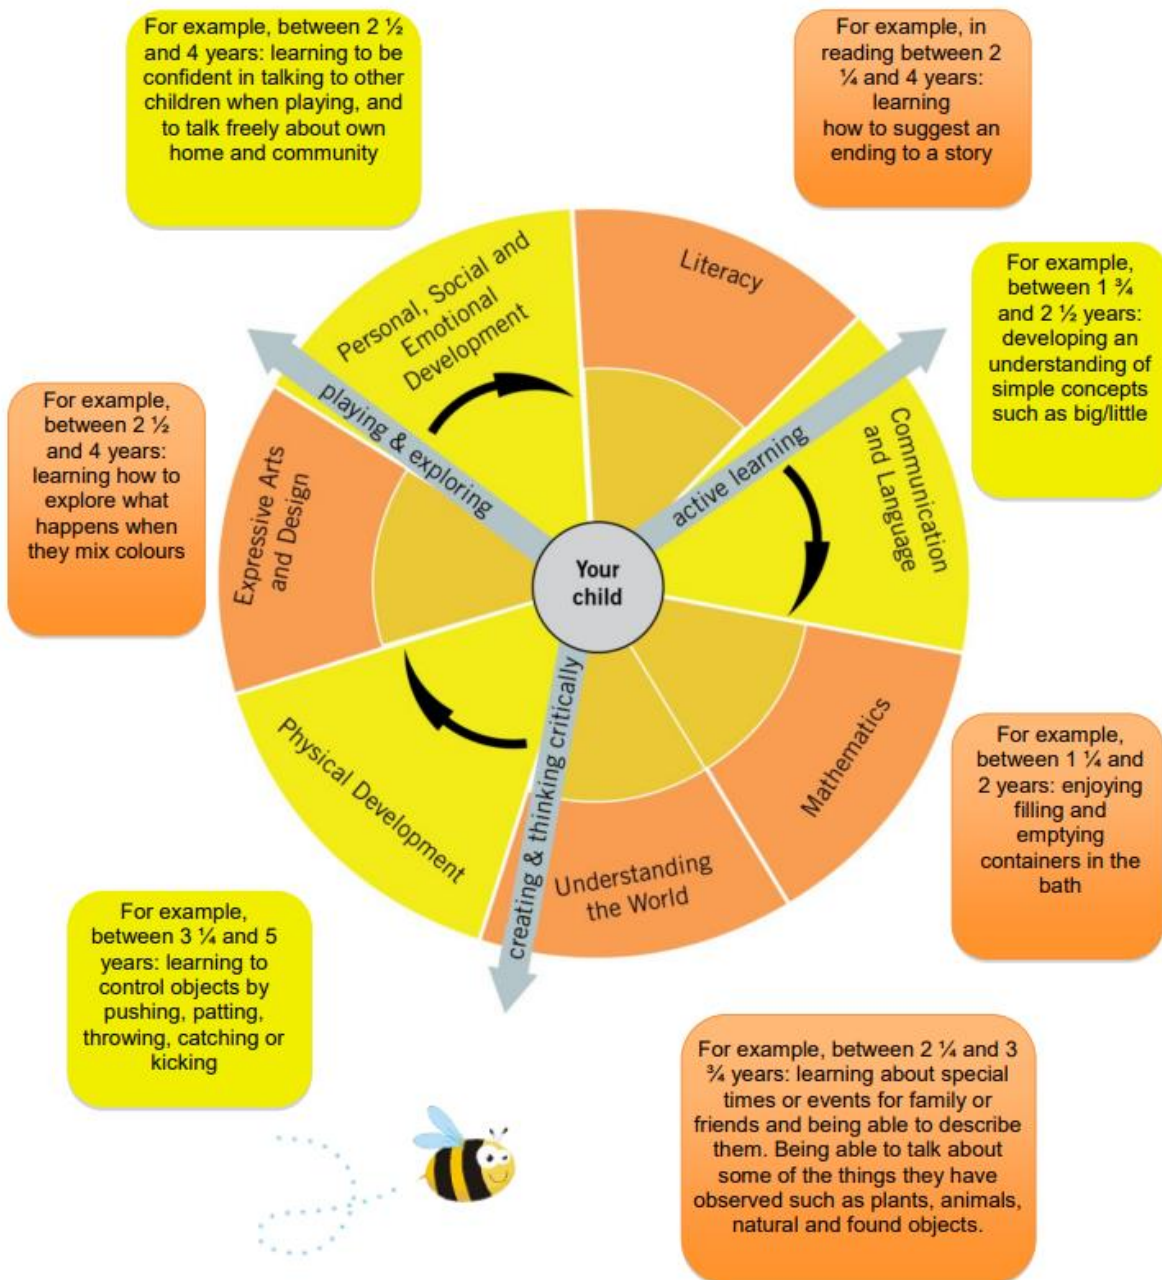 For example, between 2 ½
and 4 years: learning to be
confident in talking to other
children when playing, and
to talk freely about own
home and community
For example, in
reading between 2
¼ and 4 years:
learning
how to suggest an
ending to a story
Personal, Social and
Emotional
Development
Literacy
For example,
between 1 ¾
and 2 ½ years:
developing an
understanding of
simple concepts
such as big/little
playing & exploring
active learning
Communication
and Language
For example,
between 2 ½
and 4 years:
learning how to
explore what
happens when
they mix colours
Expressive Arts
and Design
Your
child
Physical Development
creating & thinking critically
Understanding
the World
Mathematics
For example,
between 1 ¼ and
2 years: enjoying
filling and
emptying
containers in the
bath
For example,
between 3 ¼ and 5
years: learning to
control objects by
pushing, patting,
throwing, catching or
kicking
For example, between 2 ¼ and 3
¾ years: learning about special
times or events for family or
friends and being able to describe
them. Being able to talk about
some of the things they have
observed such as plants, animals,
natural and found objects.